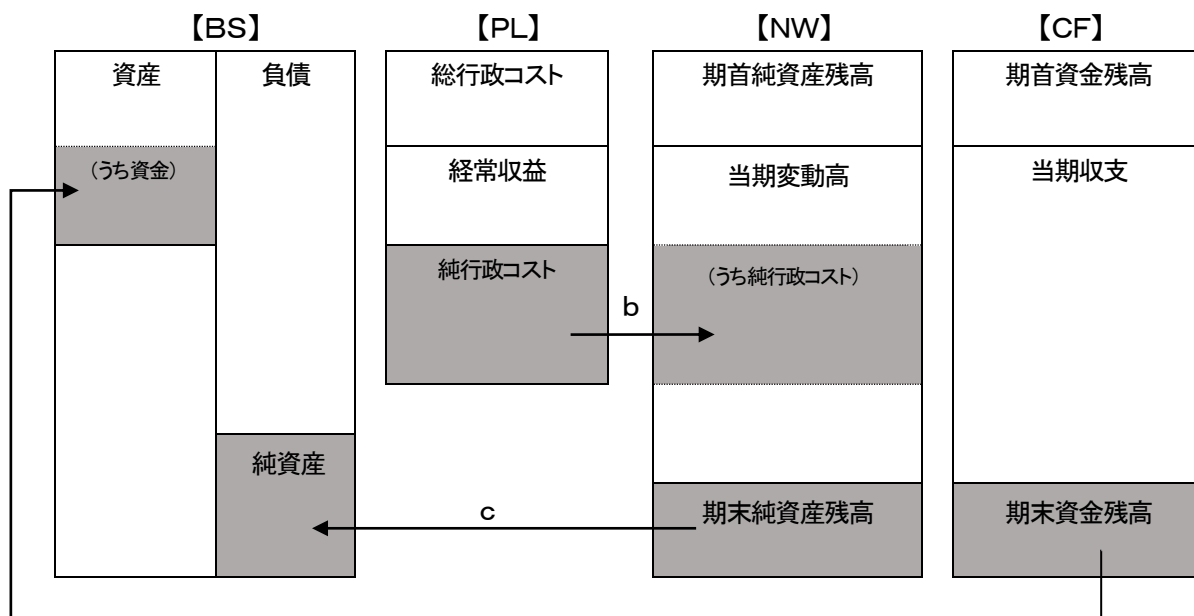 【BS】 【PL】 【NW】 【CF】
資産 負債 総行政コスト 期首純資産残高 期首資金残高
(うち資金) 経常収益 当期変動高 当期収支
純行政コスト (うち純行政コスト)
b
純資産
c 期末純資産残高 期末資金残高